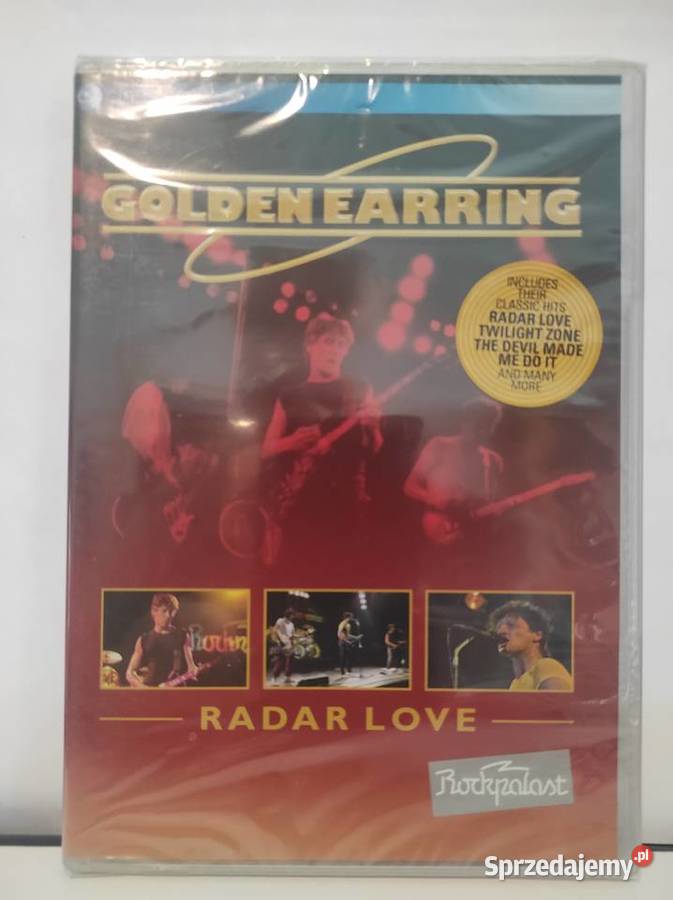 GOLDEN EARRING
INCLUDES
THEIR
CLASSIC HITS
RADAR LOVE
TWILIGHT ZONE
THE DEVIL MADE
ME DO IT
AND MANY
MORE
RADAR LOVE
Rockpalast
Sprzedajemy.pl